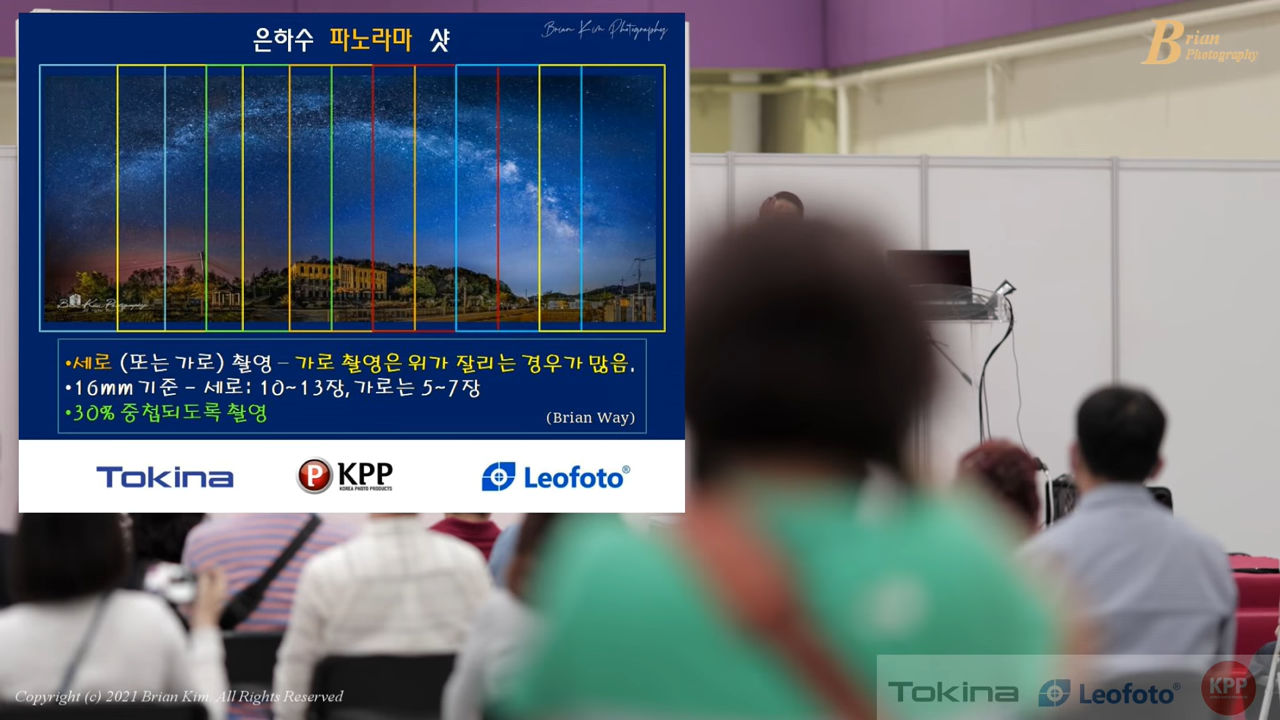 은하수 파노라마 샷
Brian Kim Photography
Brian Photography
Brian Kim Photography
•세로 (또는 가로) 촬영 – 가로 촬영은 위가 잘리는 경우가 많음.
•16mm 기준 – 세로: 10~13장, 가로는 5~7장
•30% 중첩되도록 촬영
(Brian Way)
Tokina
P KPP
KOREA PHOTO PRODUCTS
Leofoto®
Copyright (c) 2021 Brian Kim. All Rights Reserved
Tokina Leofoto® KPP